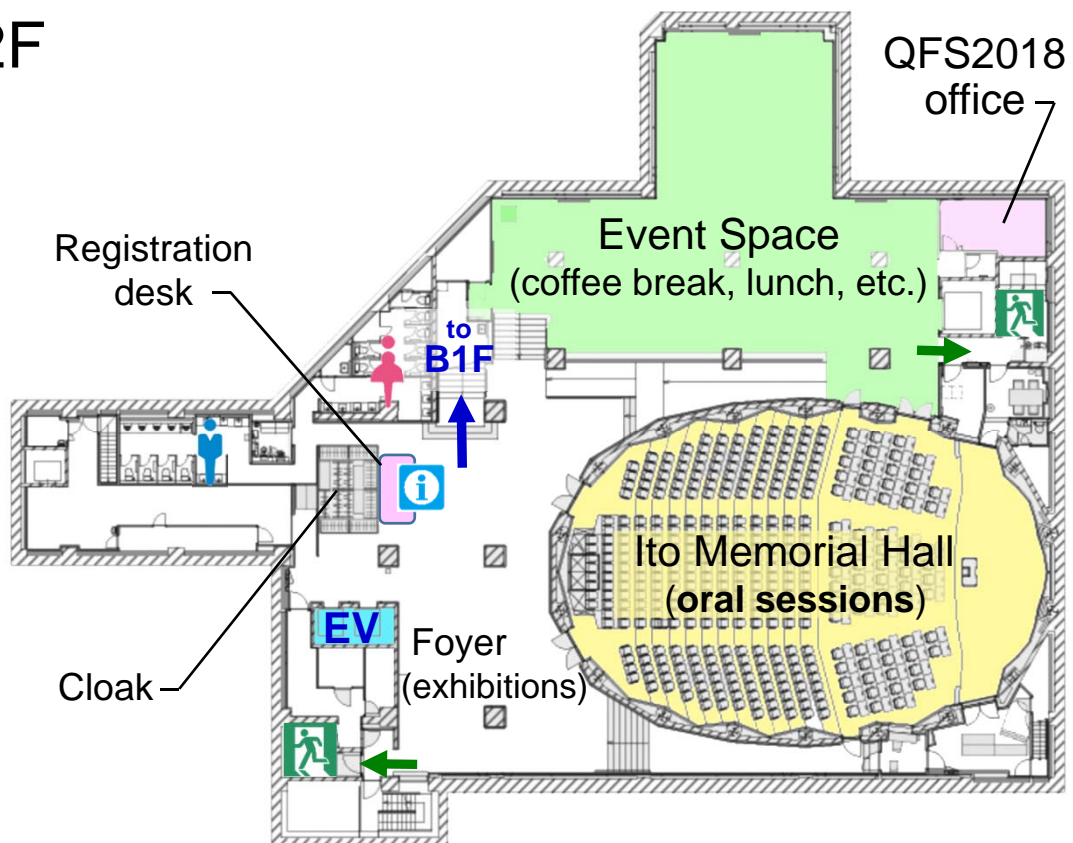 2F
QFS2018
office
Event Space
(coffee break, lunch, etc.)
Registration
desk
to
B1F
i
Ito Memorial Hall
(oral sessions)
EV
Foyer
(exhibitions)
Cloak